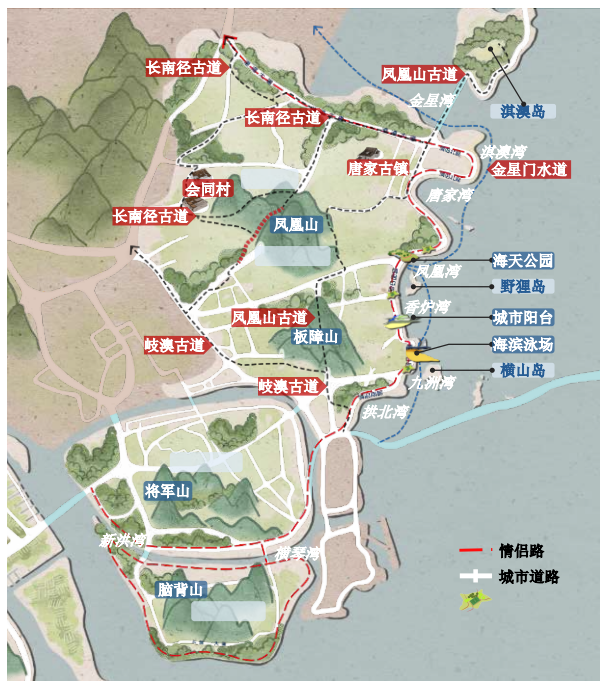 长南径古道
凤凰山古道
金星湾
淇澳岛
长南径古道
淇澳湾
唐家古镇
金星门水道
会同村
唐家湾
长南径古道
凤凰山
海天公园
凤凰湾
野狸岛
香炉湾
凤凰山古道
城市阳台
板障山
岐澳古道
海滨泳场
横山岛
九洲湾
岐澳古道
拱北湾
将军山
新洪湾
横琴湾
情侣路
城市道路
脑背山